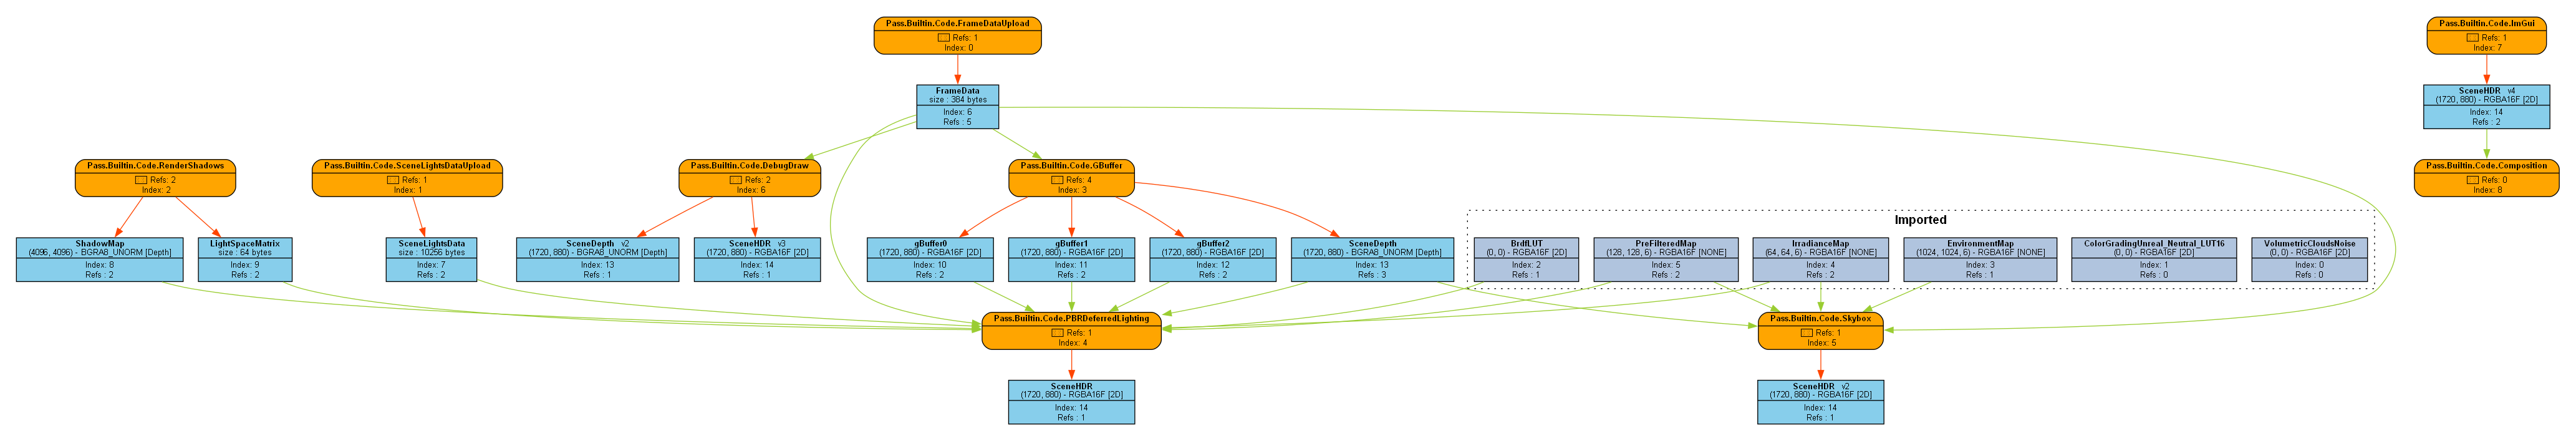 Pass.Builtin.Code.FrameDataUpload
Refs: 1
Index: 0
Pass.Builtin.Code.ImGui
Refs: 1
Index: 7
FrameData
size : 384 bytes
Index: 6
Refs : 5
SceneHDR v4
(1720, 880) - RGBA16F [2D]
Index: 14
Refs : 2
Pass.Builtin.Code.RenderShadows
Refs: 2
Index: 2
Pass.Builtin.Code.SceneLightsDataUpload
Refs: 1
Index: 1
Pass.Builtin.Code.DebugDraw
Refs: 2
Index: 6
Pass.Builtin.Code.GBuffer
Refs: 4
Index: 3
Pass.Builtin.Code.Composition
Refs: 0
Index: 8
Imported
ShadowMap
(4096, 4096) - BGRA8_UNORM [Depth]
Index: 8
Refs : 2
LightSpaceMatrix
size : 64 bytes
Index: 9
Refs : 2
SceneLightsData
size : 10256 bytes
Index: 7
Refs : 2
SceneDepth v2
(1720, 880) - BGRA8_UNORM [Depth]
Index: 13
Refs : 1
SceneHDR v3
(1720, 880) - RGBA16F [2D]
Index: 14
Refs : 1
gBuffer0
(1720, 880) - RGBA16F [2D]
Index: 10
Refs : 2
gBuffer1
(1720, 880) - RGBA16F [2D]
Index: 11
Refs : 2
gBuffer2
(1720, 880) - RGBA16F [2D]
Index: 12
Refs : 2
SceneDepth
(1720, 880) - BGRA8_UNORM [Depth]
Index: 13
Refs : 3
BrdfLUT
(0, 0) - RGBA16F [2D]
Index: 2
Refs : 1
PreFilteredMap
(128, 128, 6) - RGBA16F [NONE]
Index: 5
Refs : 2
IrradianceMap
(64, 64, 6) - RGBA16F [NONE]
Index: 4
Refs : 2
EnvironmentMap
(1024, 1024, 6) - RGBA16F [NONE]
Index: 3
Refs : 1
ColorGradingUnreal_Neutral_LUT16
(0, 0) - RGBA16F [2D]
Index: 1
Refs : 0
VolumetricCloudsNoise
(0, 0) - RGBA16F [2D]
Index: 0
Refs : 0
Pass.Builtin.Code.PBRDeferredLighting
Refs: 1
Index: 4
Pass.Builtin.Code.Skybox
Refs: 1
Index: 5
SceneHDR
(1720, 880) - RGBA16F [2D]
Index: 14
Refs : 1
SceneHDR v2
(1720, 880) - RGBA16F [2D]
Index: 14
Refs : 1